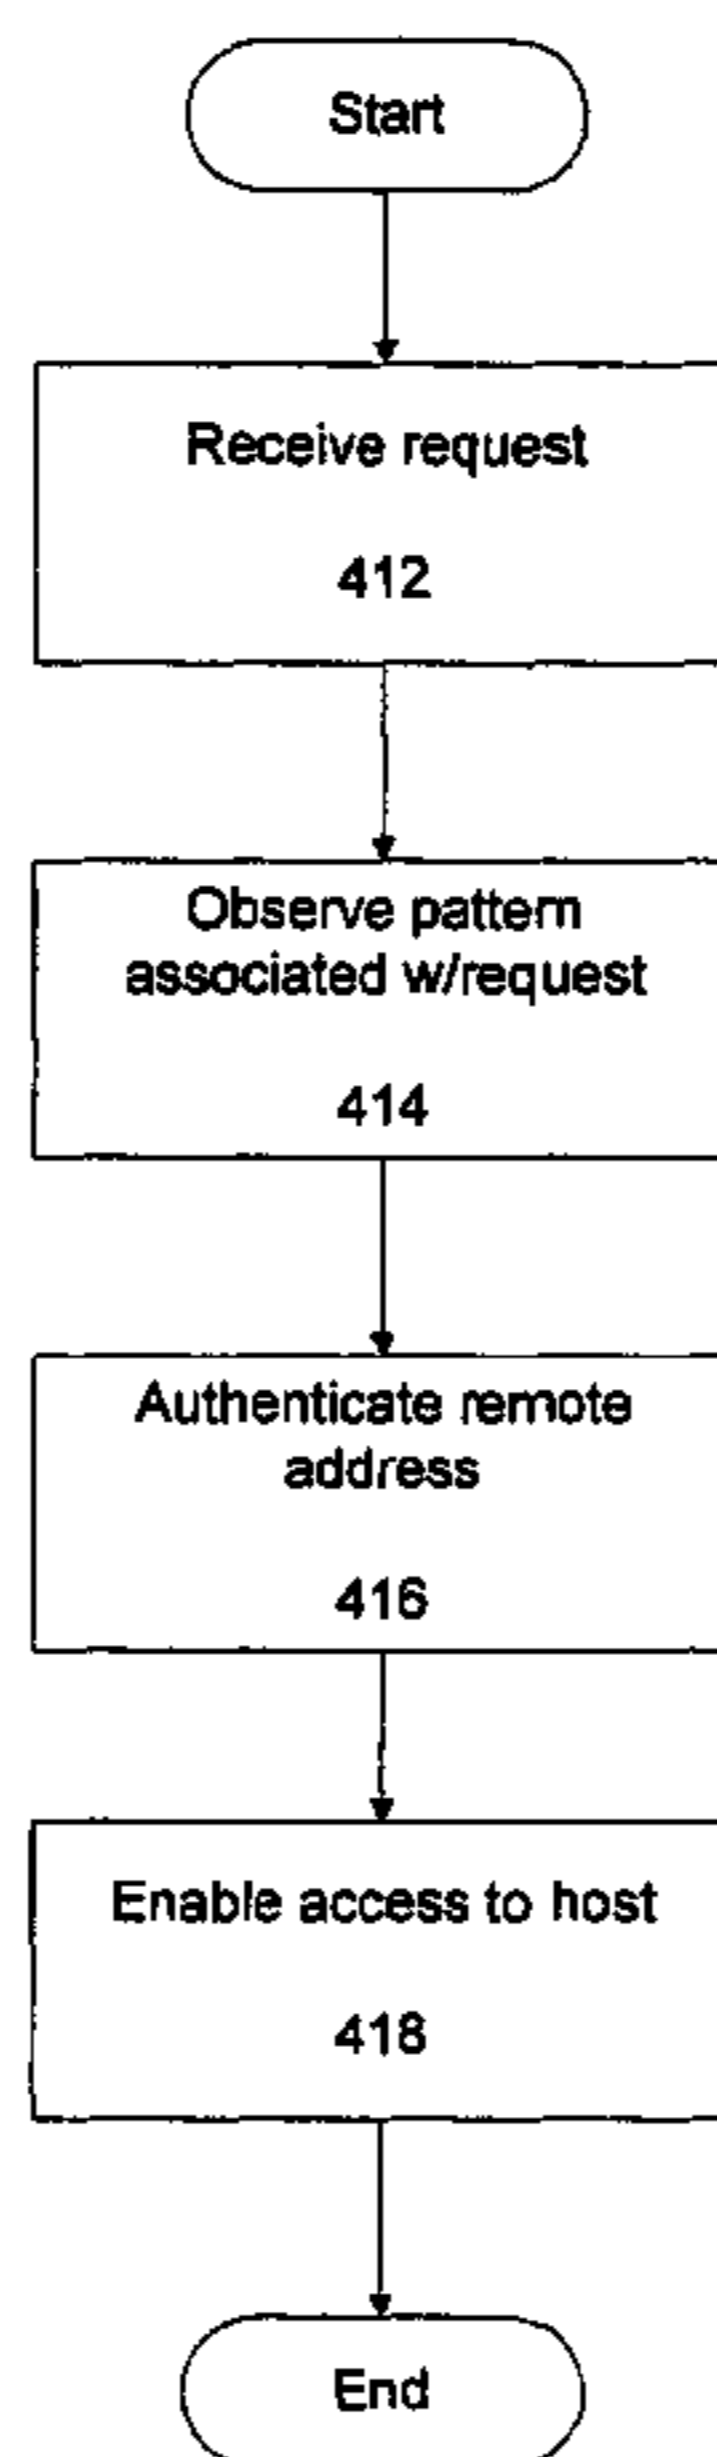 Start
Receive request
412
Observe pattern
associated w/request
414
Authenticate remote
address
416
Enable access to host
418
End